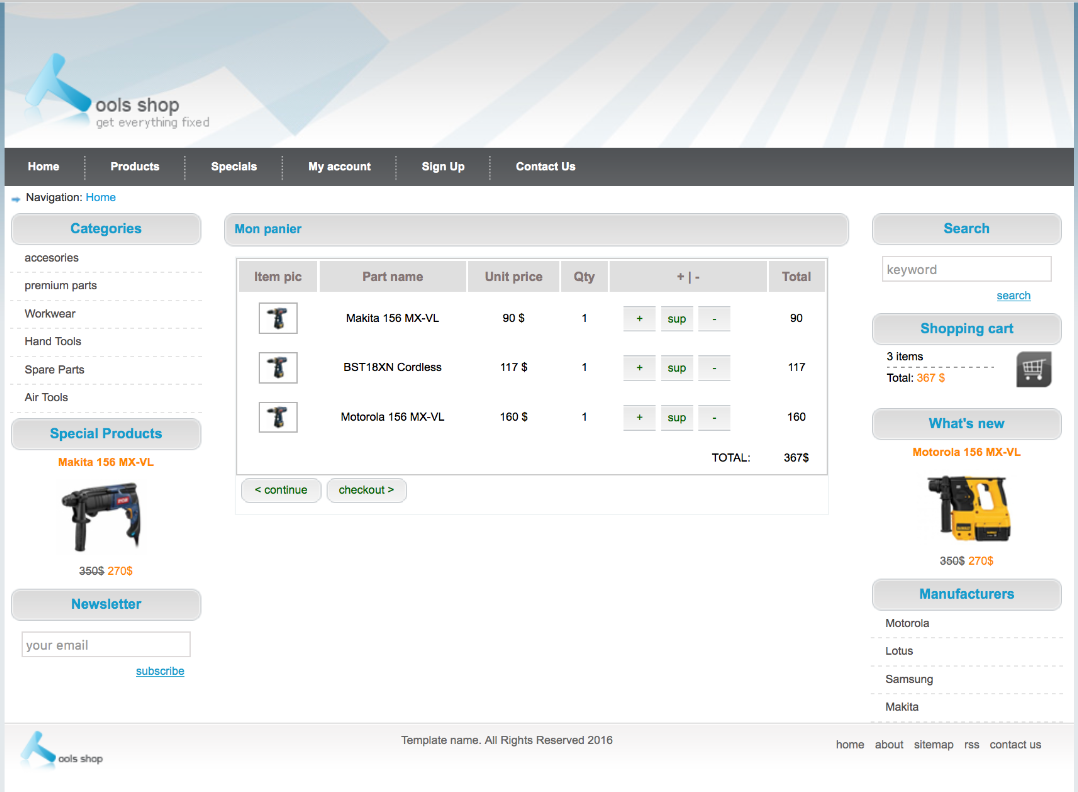 ools shop
get everything fixed
Home Products Specials My account Sign Up Contact Us
Navigation: Home
Categories
accesories
premium parts
Workwear
Hand Tools
Spare Parts
Air Tools
Special Products
Makita 156 MX-VL
350$ 270$
Newsletter
your email
subscribe
Mon panier
Item pic Part name Unit price Qty + | - Total
Makita 156 MX-VL 90 $ 1 + sup - 90
BST18XN Cordless 117 $ 1 + sup - 117
Motorola 156 MX-VL 160 $ 1 + sup - 160
TOTAL: 367$
< continue checkout >
Search
keyword
search
Shopping cart
3 items
Total: 367 $
What's new
Motorola 156 MX-VL
350$ 270$
Manufacturers
Motorola
Lotus
Samsung
Makita
ools shop
Template name. All Rights Reserved 2016
home about sitemap rss contact us